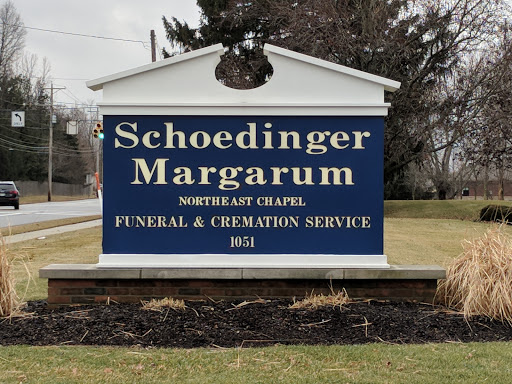 Schoedinger
Margarum
NORTHEAST CHAPEL
FUNERAL & CREMATION SERVICE
1051